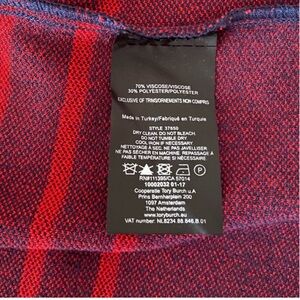 70% VISCOSE/VISCOSE
30% POLYESTER/POLYESTER
EXCLUSIVE OF TRIMS/ORNEMENTS NON COMPRIS
Made in Turkey/Fabriqué en Turquie
STYLE 37650
DRY CLEAN. DO NOT BLEACH.
DO NOT TUMBLE DRY
COOL IRON IF NECESSARY
NETTOYAGE A SEC. NE PAS JAVELLISER
NE PAS SÉCHER EN MACHINE. REPASSER A
FAIBLE TEMPÉRATURE SI NÉCESSAIRE
P
RN#111395/CA 57014
10002032 01-17
Cooperatie Tory Burch u.A
Prins Bernhardplein 200
1097 Amsterdam
The Netherlands
www.toryburch.com
VAT number: NL8234.88.846.B.01